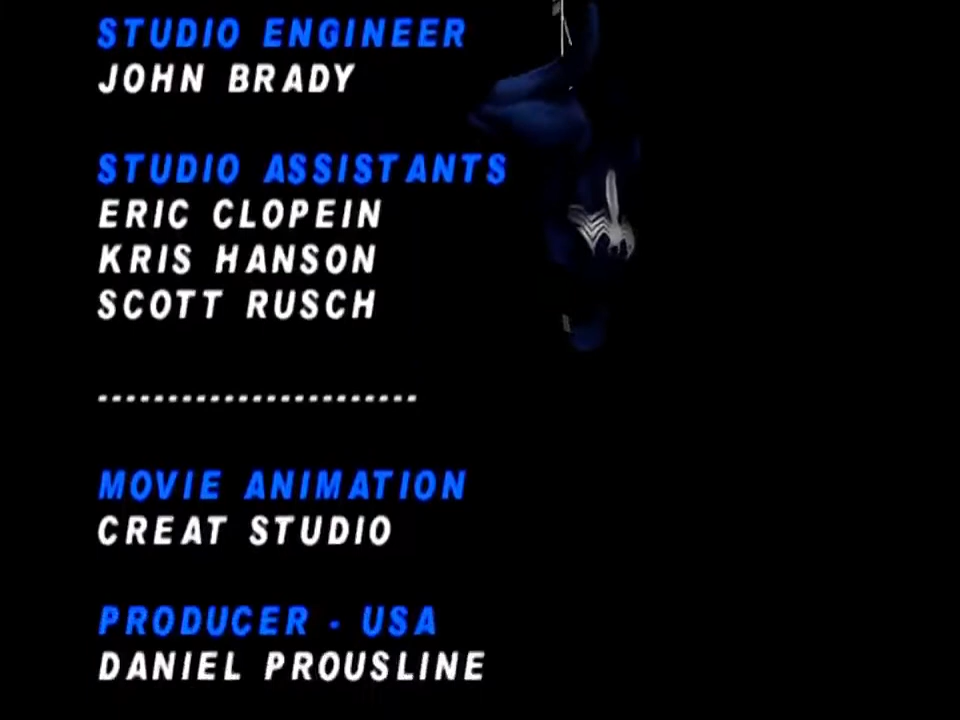 STUDIO ENGINEER
JOHN BRADY
STUDIO ASSISTANTS
ERIC CLOPEIN
KRIS HANSON
SCOTT RUSCH
-----------------------
MOVIE ANIMATION
CREAT STUDIO
PRODUCER - USA
DANIEL PROUSLINE